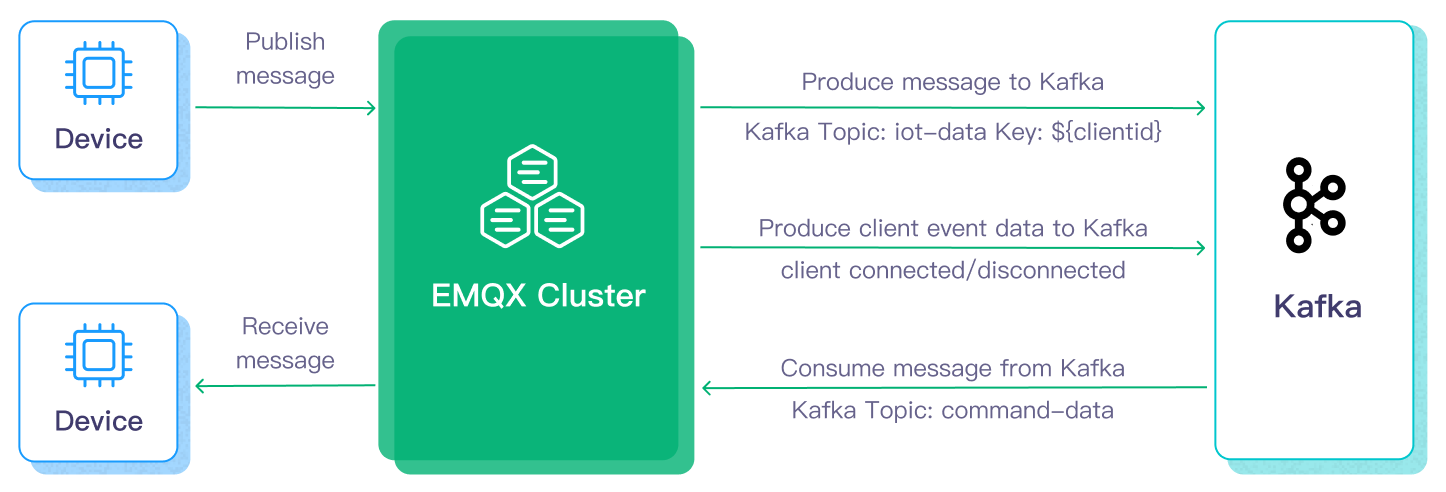 Publish
message
Device
EMQX Cluster
Produce message to Kafka
Kafka Topic: iot-data Key: ${clientid}
Produce client event data to Kafka
client connected/disconnected
Kafka
Receive
message
Device
Consume message from Kafka
Kafka Topic: command-data